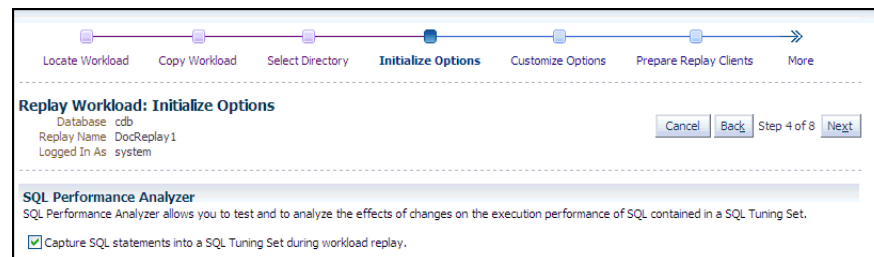 Locate Workload Copy Workload Select Directory Initialize Options Customize Options Prepare Replay Clients More
Replay Workload: Initialize Options
Database cdb
Replay Name DocReplay1
Logged In As system
Cancel Back Step 4 of 8 Next
SQL Performance Analyzer
SQL Performance Analyzer allows you to test and to analyze the effects of changes on the execution performance of SQL contained in a SQL Tuning Set.
Capture SQL statements into a SQL Tuning Set during workload replay.